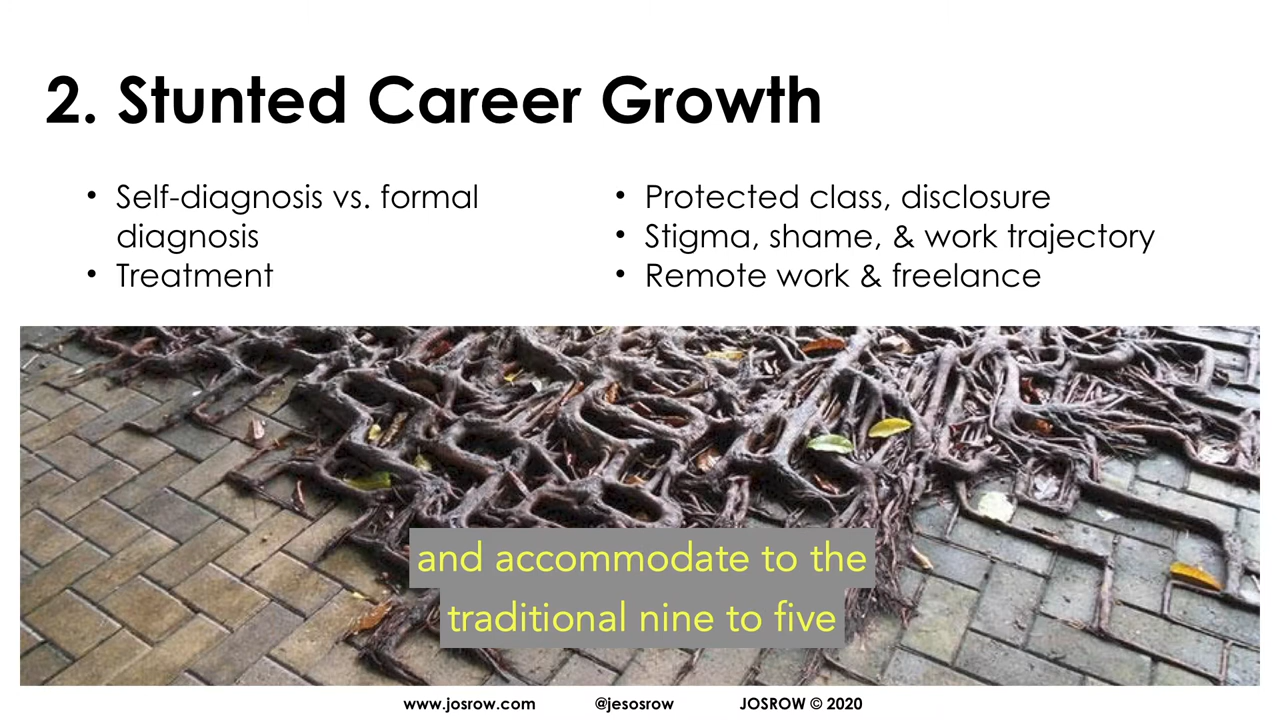 2. Stunted Career Growth
• Self-diagnosis vs. formal
diagnosis
• Treatment
• Protected class, disclosure
• Stigma, shame, & work trajectory
• Remote work & freelance
and accommodate to the
traditional nine to five
www.josrow.com @jesosrow JOSROW © 2020